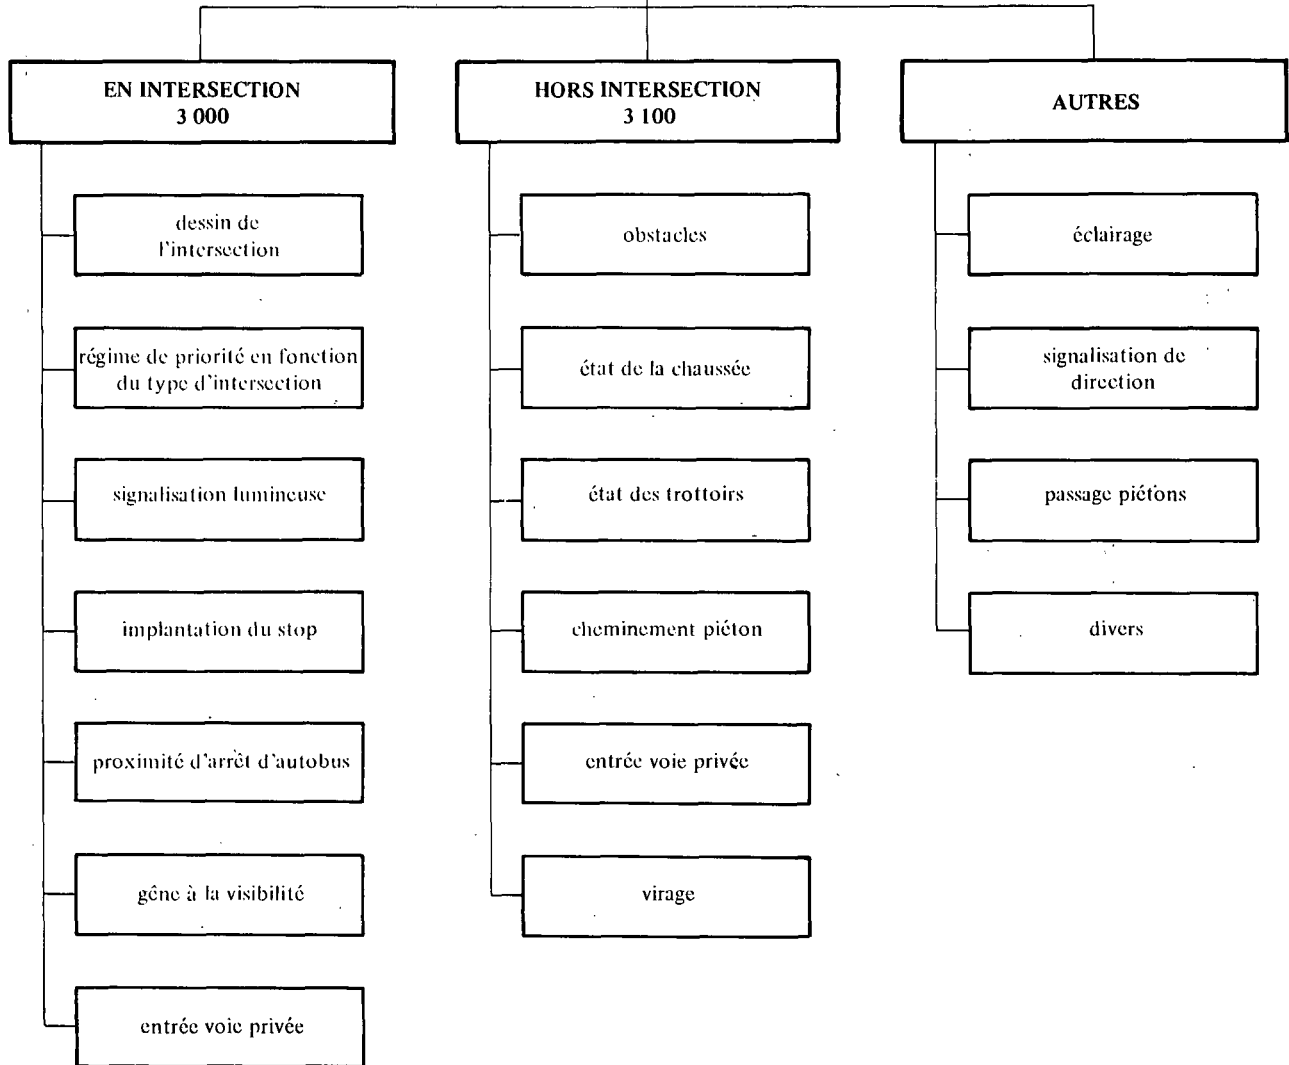 EN INTERSECTION
3 000
dessin de
l'intersection
régime de priorité en fonction
du type d'intersection
signalisation lumineuse
implantation du stop
proximité d'arrêt d'autobus
gêne à la visibilité
entrée voie privée
HORS INTERSECTION
3 100
obstacles
état de la chaussée
état des trottoirs
cheminement piéton
entrée voie privée
virage
AUTRES
éclairage
signalisation de
direction
passage piétons
divers